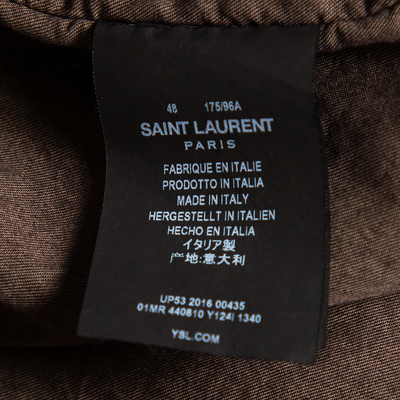 48 175/96A
SAINT LAURENT
PARIS
FABRIQUE EN ITALIE
PRODOTTO IN ITALIA
MADE IN ITALY
HERGESTELLT IN ITALIEN
HECHO EN ITALIA
イタリア製
产地:意大利
UP53 2016 00435
01MR 440810 Y124I 1340
YSL.COM